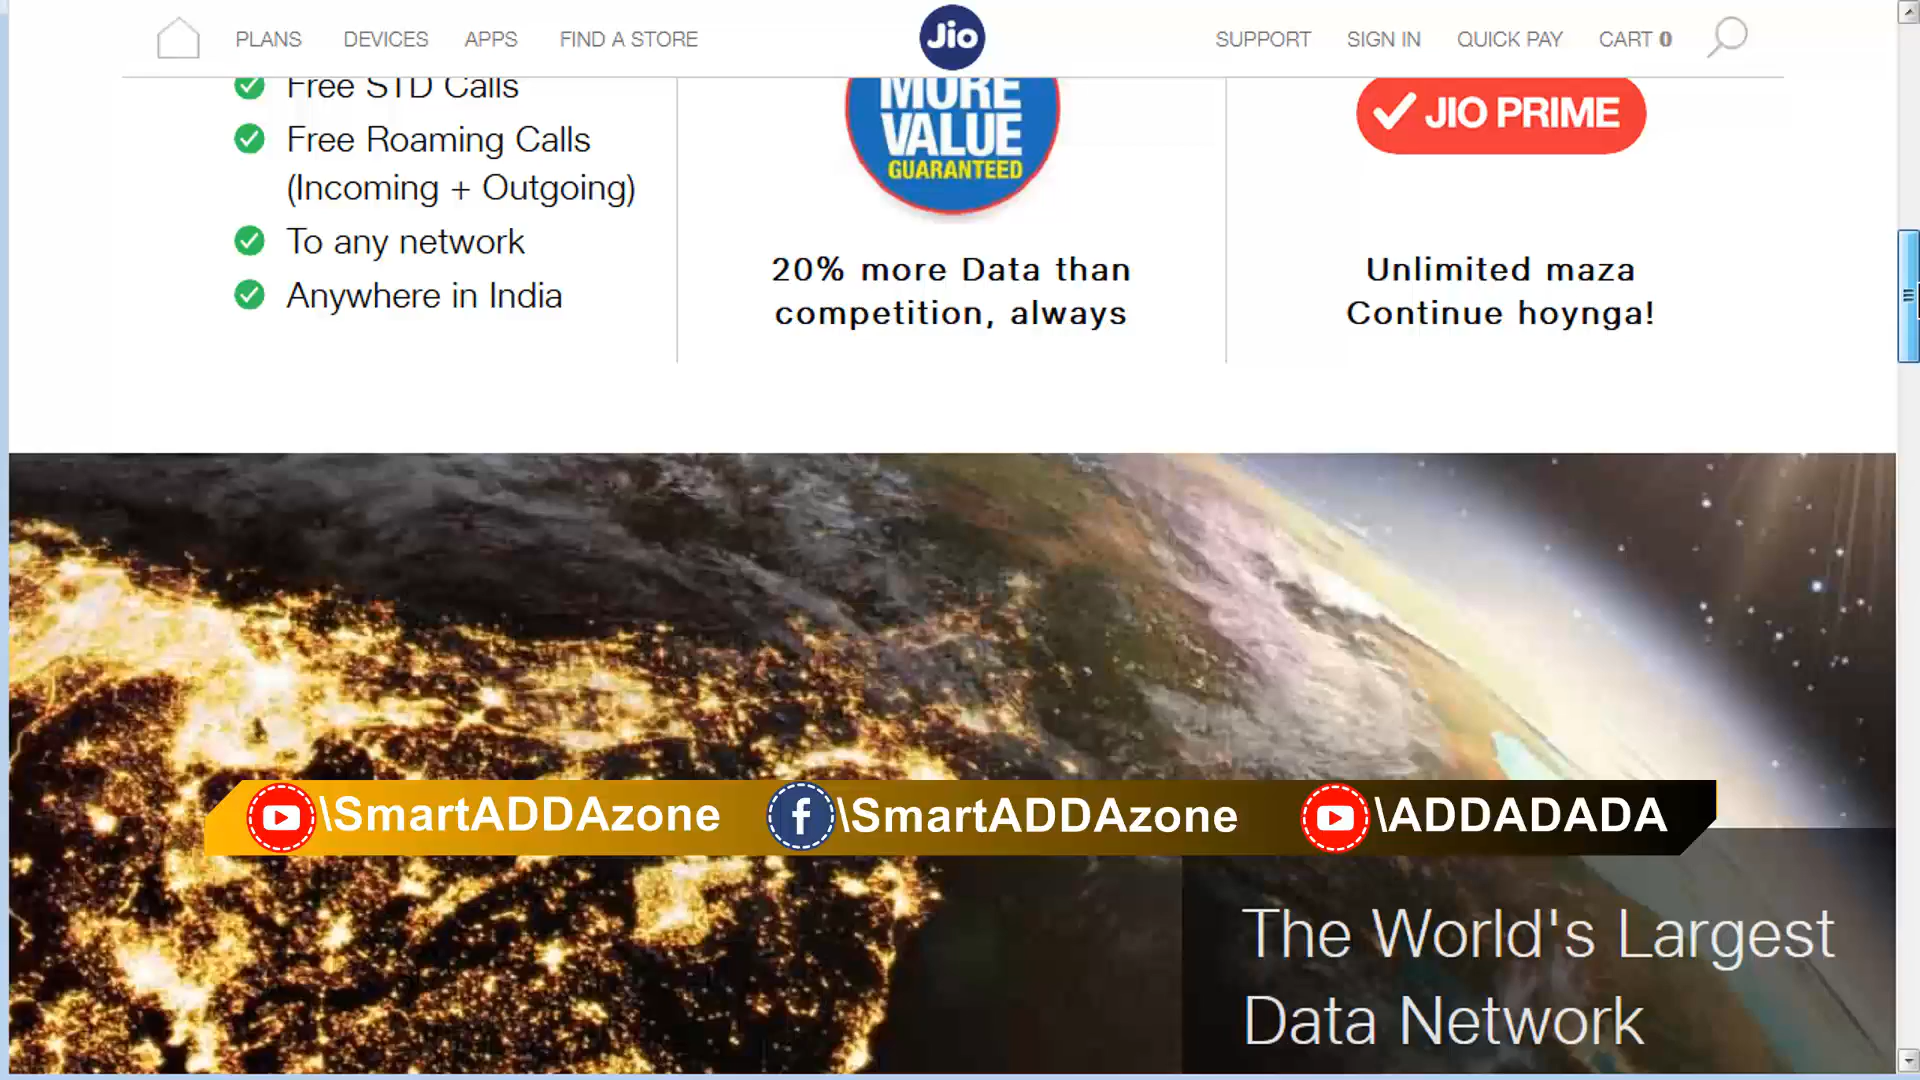 PLANS DEVICES APPS FIND A STORE Jio SUPPORT SIGN IN QUICK PAY CART 0
Free STD Calls
Free Roaming Calls
(Incoming + Outgoing)
To any network
Anywhere in India
MORE
VALUE
GUARANTEED
20% more Data than
competition, always
JIO PRIME
Unlimited maza
Continue hoynga!
\SmartADDAzone \SmartADDAzone \ADDADADA
The World's Largest
Data Network